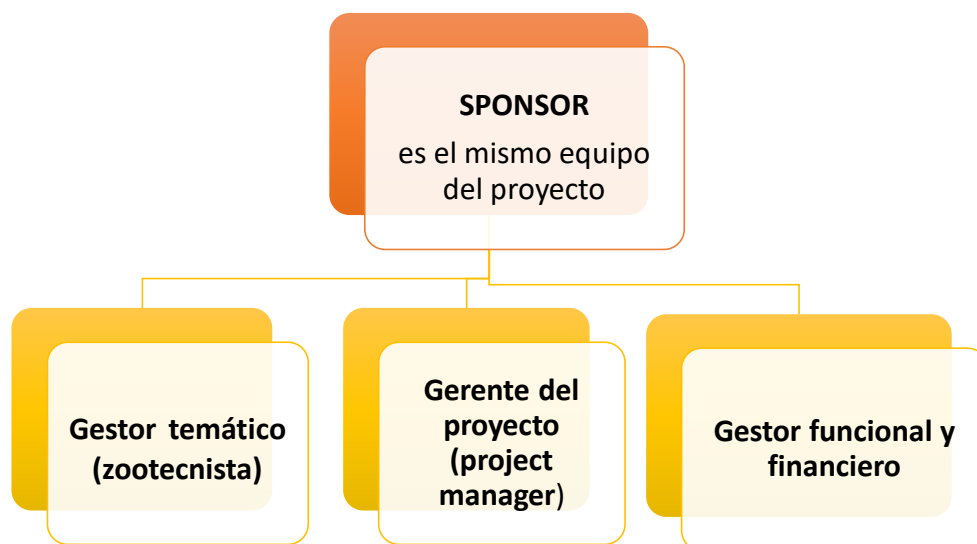 SPONSOR
es el mismo equipo
del proyecto
Gestor temático
(zootecnista)
Gerente del
proyecto
(project
manager)
Gestor funcional y
financiero